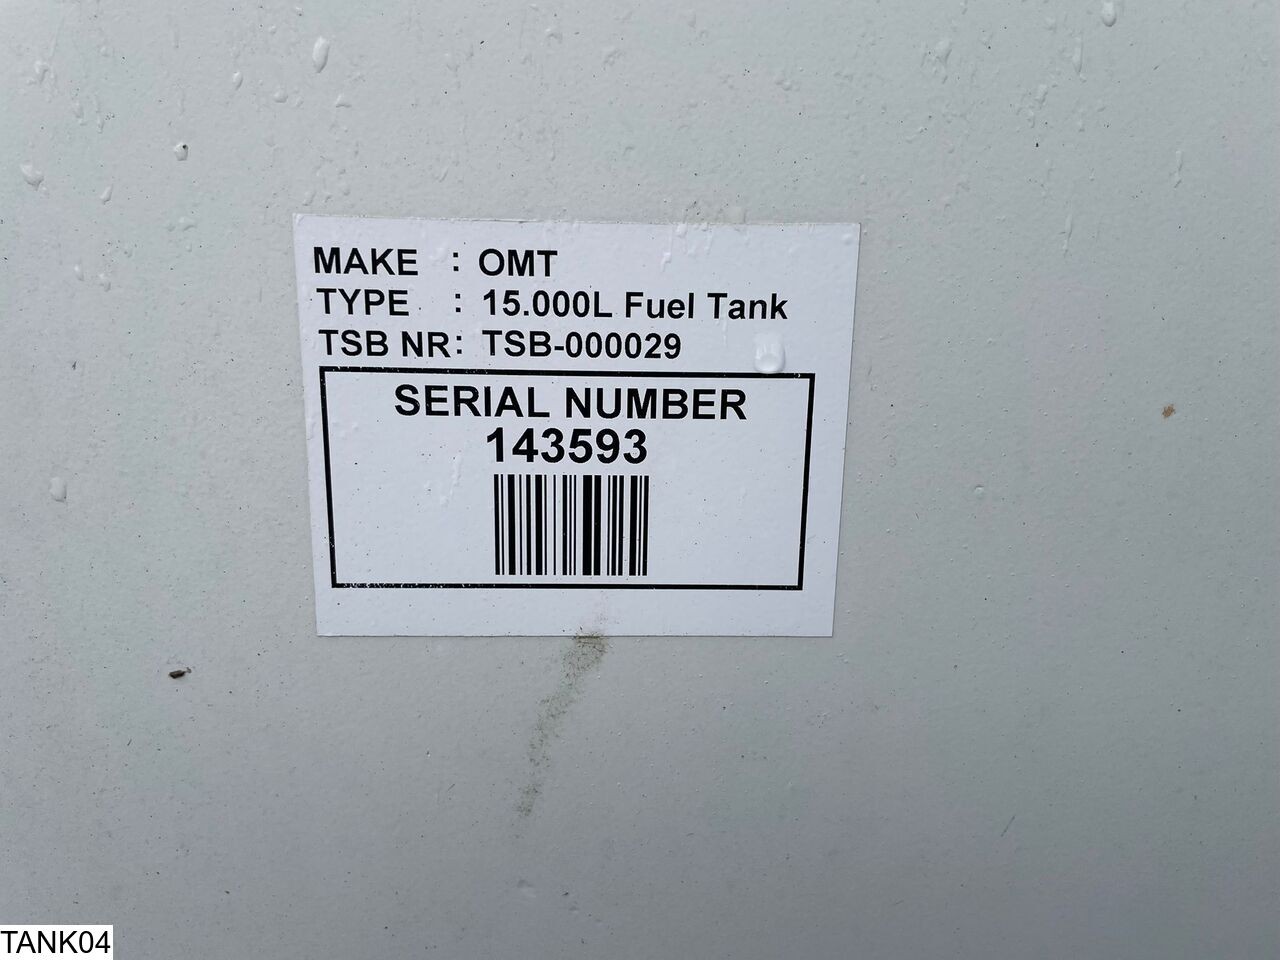 MAKE : OMT
TYPE : 15.000L Fuel Tank
TSB NR: TSB-000029
SERIAL NUMBER
143593
TANK04